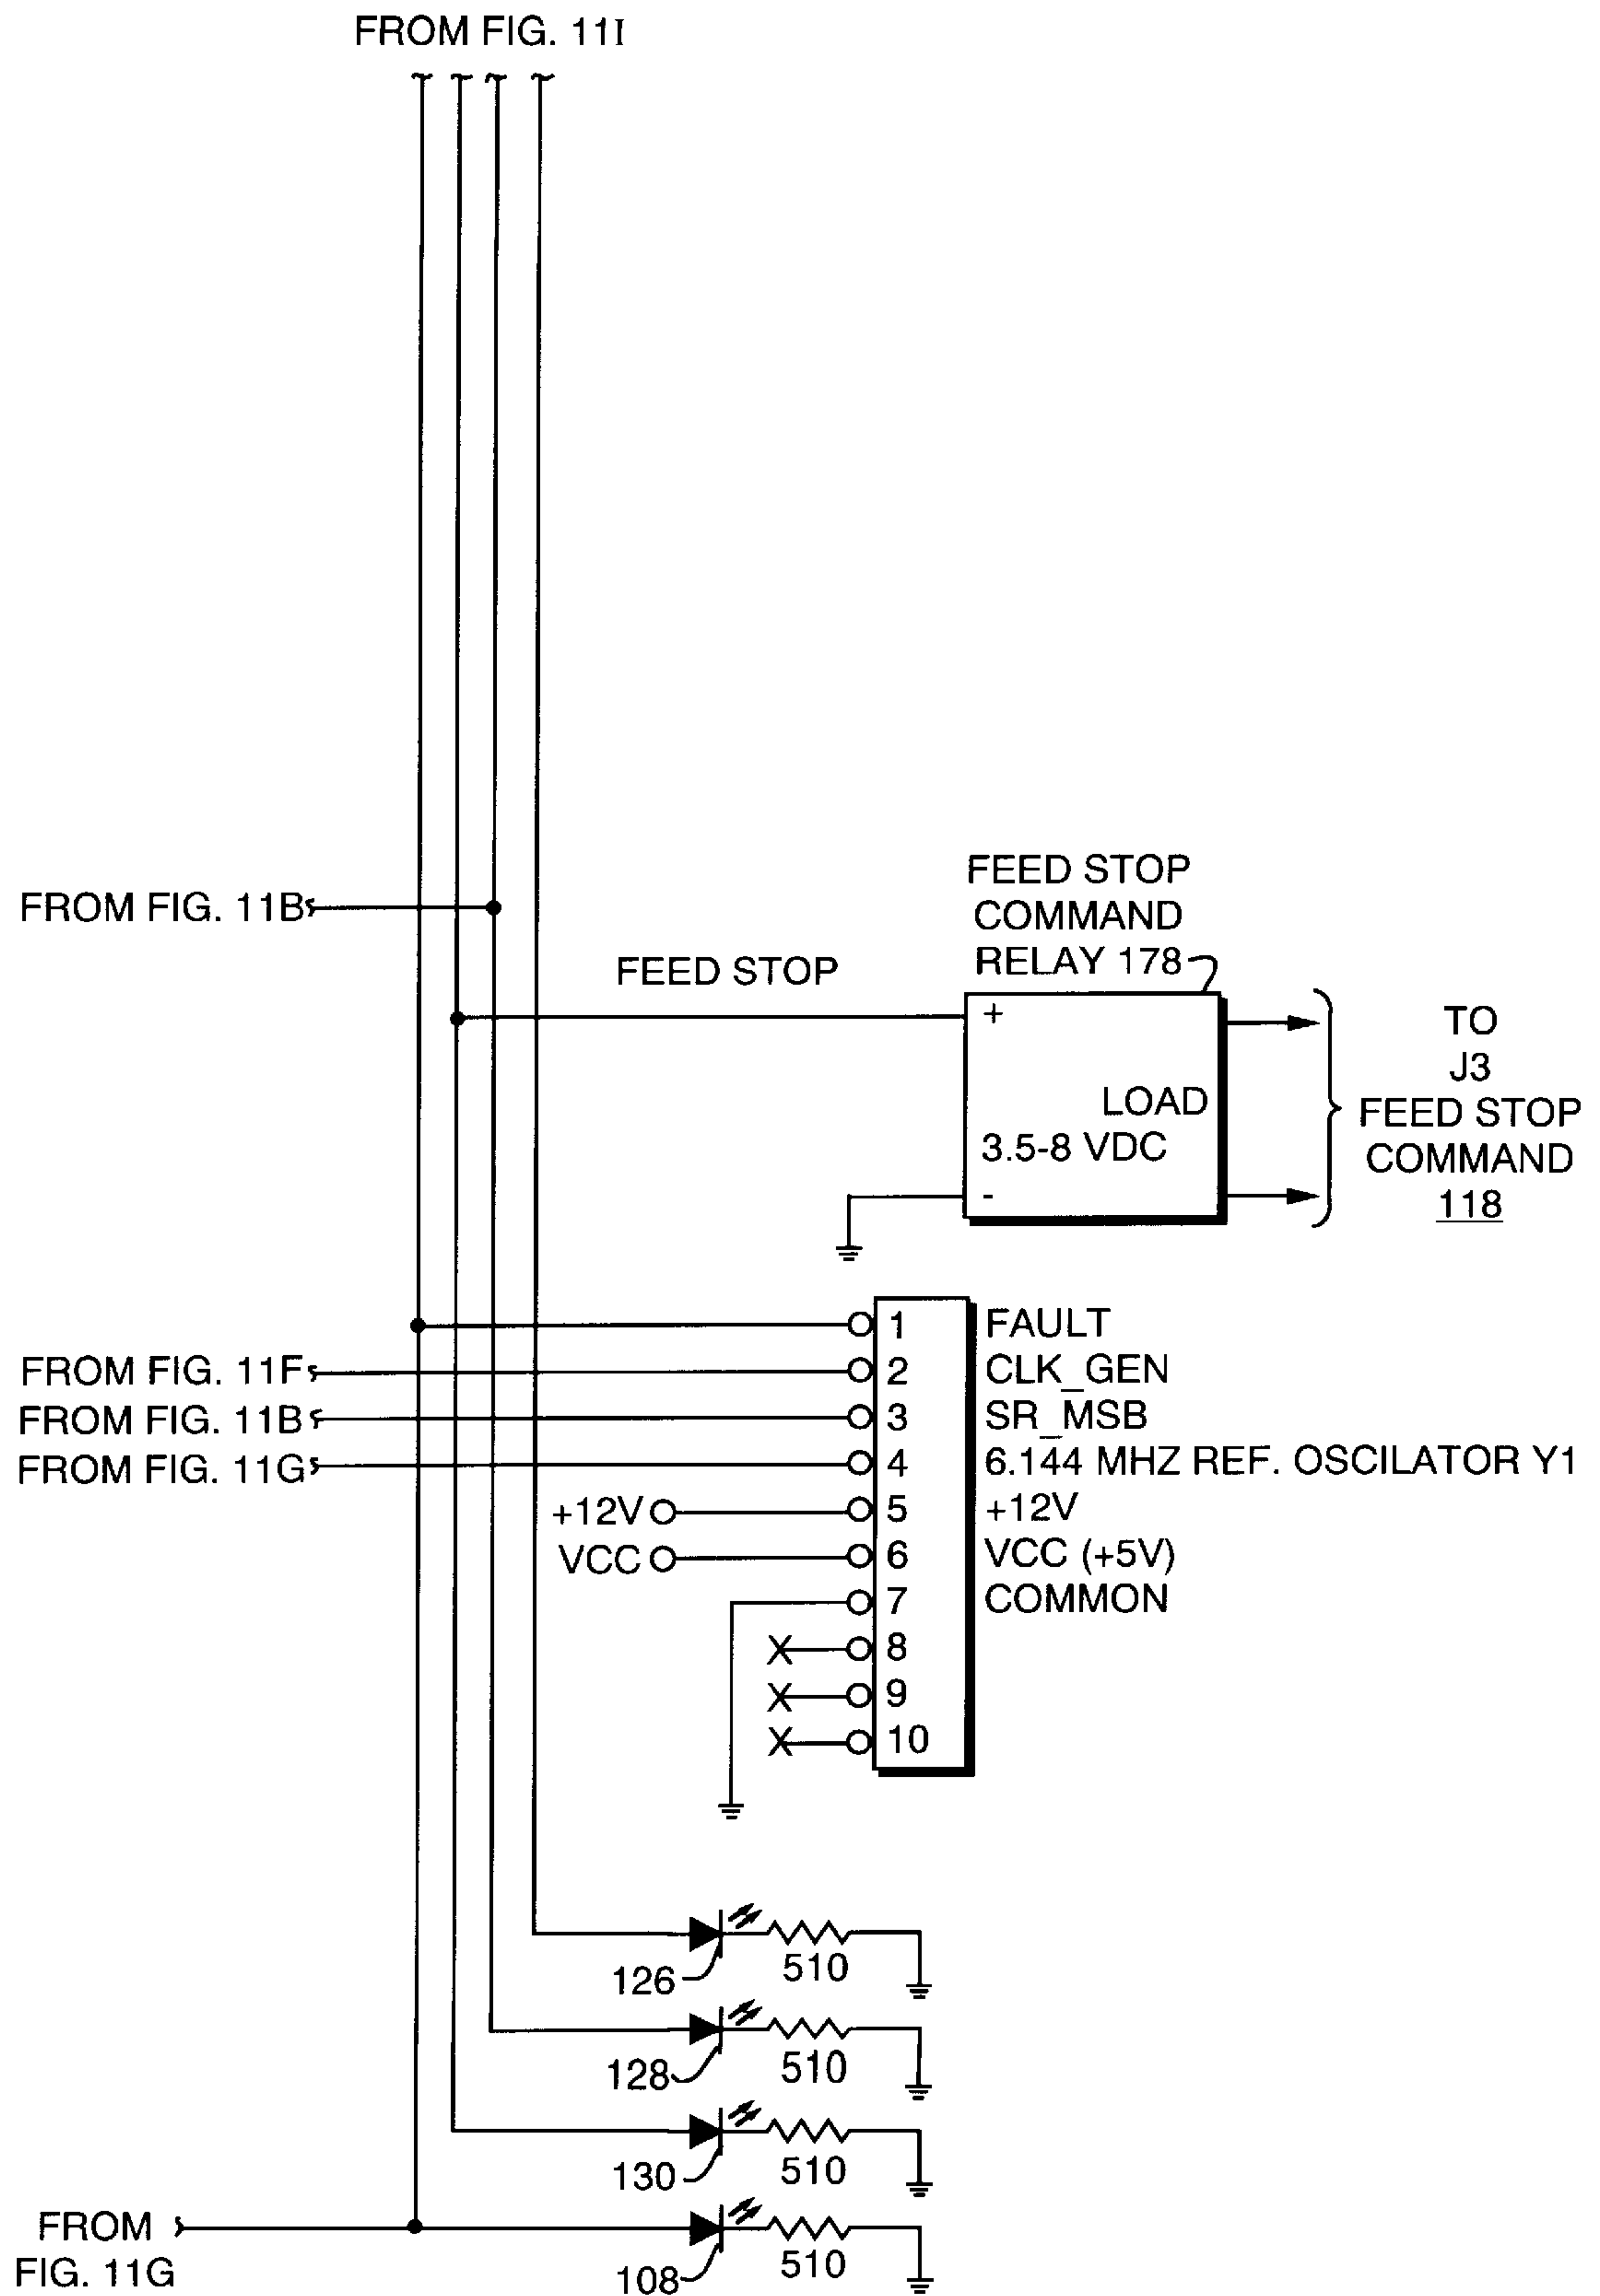 FROM FIG. 11I
FROM FIG. 11B
FEED STOP
FEED STOP
COMMAND
RELAY 178
+
LOAD
3.5-8 VDC
-
TO
J3
FEED STOP
COMMAND
118
1 FAULT
FROM FIG. 11F 2 CLK_GEN
FROM FIG. 11B 3 SR_MSB
FROM FIG. 11G 4 6.144 MHZ REF. OSCILATOR Y1
+12V 5 +12V
VCC 6 VCC (+5V)
7 COMMON
X 8
X 9
X 10
126 510
128 510
130 510
FROM
FIG. 11G
108 510